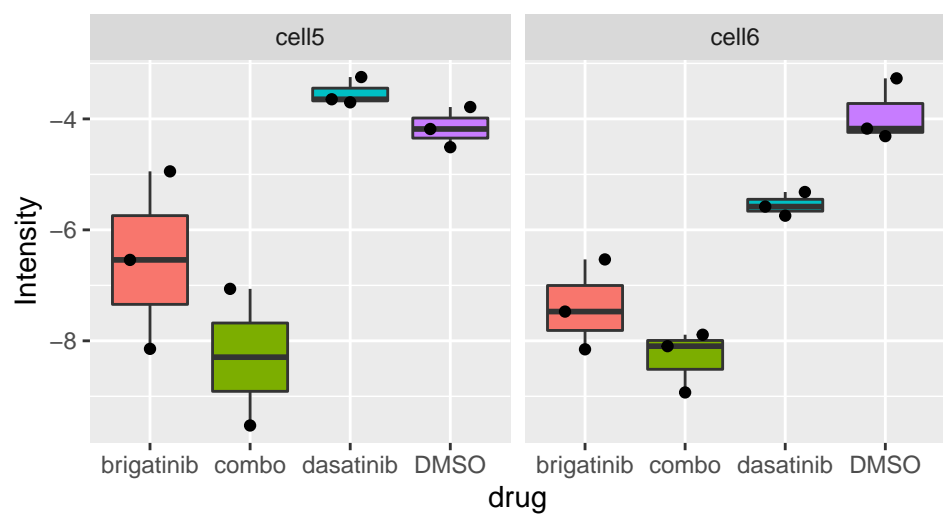 cell5 cell6
Intensity
−4
−6
−8
brigatinib combo dasatinib DMSO brigatinib combo dasatinib DMSO
drug